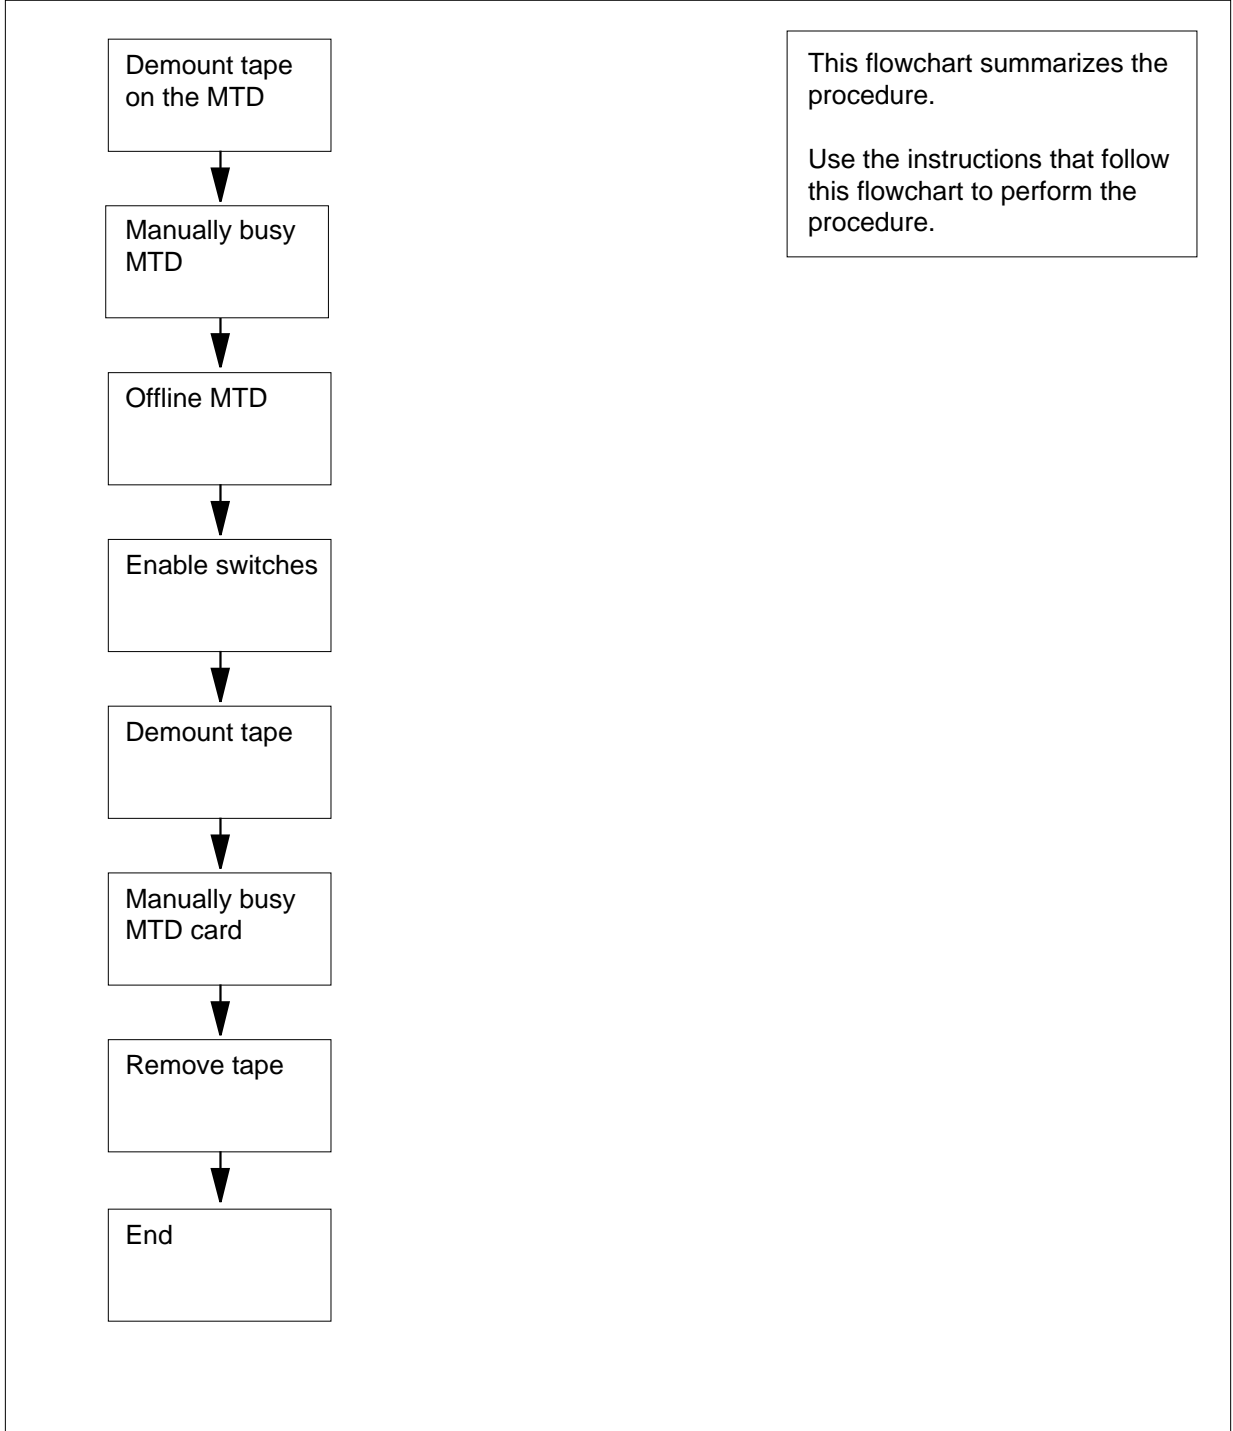 Demount tape
on the MTD
This flowchart summarizes the
procedure.
Use the instructions that follow
this flowchart to perform the
procedure.
Manually busy
MTD
Offline MTD
Enable switches
Demount tape
Manually busy
MTD card
Remove tape
End